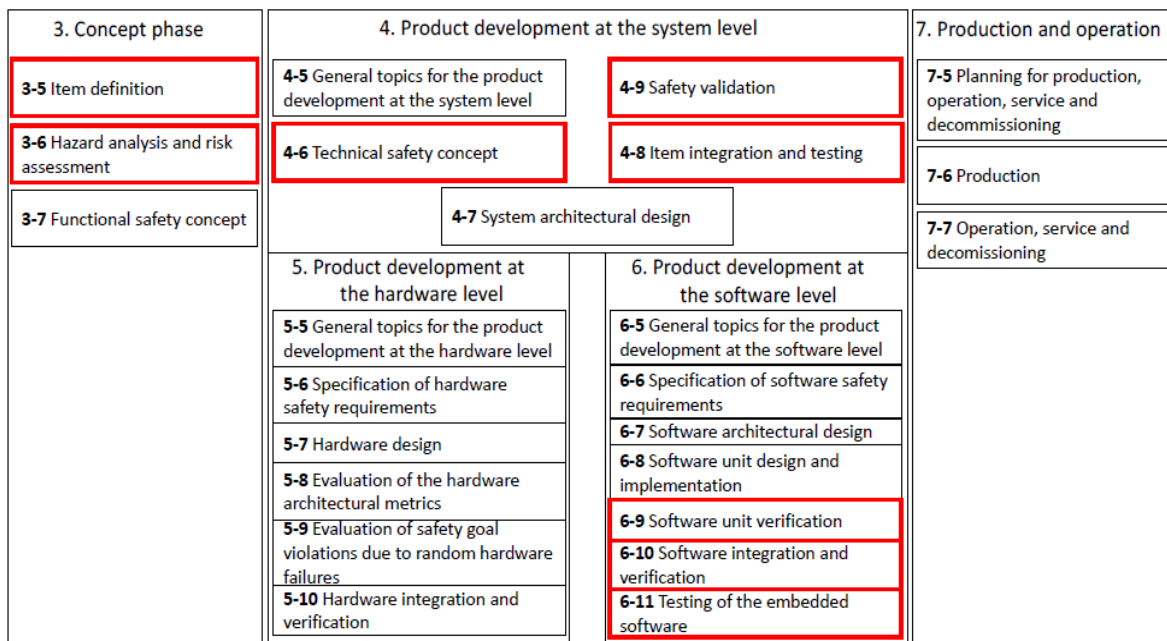 3. Concept phase
3-5 Item definition
3-6 Hazard analysis and risk
assessment
3-7 Functional safety concept
4. Product development at the system level
4-5 General topics for the product
development at the system level
4-6 Technical safety concept
4-9 Safety validation
4-8 Item integration and testing
4-7 System architectural design
5. Product development at
the hardware level
5-5 General topics for the product
development at the hardware level
5-6 Specification of hardware
safety requirements
5-7 Hardware design
5-8 Evaluation of the hardware
architectural metrics
5-9 Evaluation of safety goal
violations due to random hardware
failures
5-10 Hardware integration and
verification
6. Product development at
the software level
6-5 General topics for the product
development at the software level
6-6 Specification of software safety
requirements
6-7 Software architectural design
6-8 Software unit design and
implementation
6-9 Software unit verification
6-10 Software integration and
verification
6-11 Testing of the embedded
software
7. Production and operation
7-5 Planning for production,
operation, service and
decommissioning
7-6 Production
7-7 Operation, service and
decomissioning